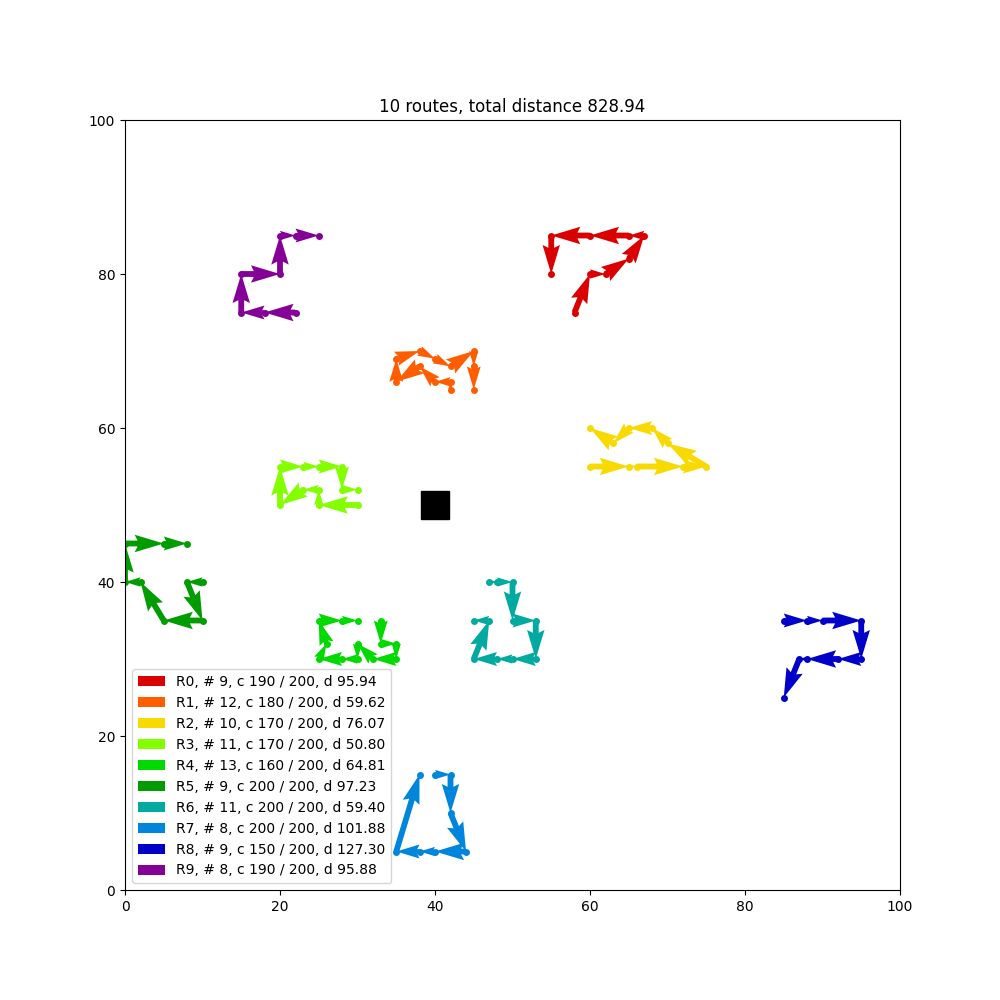 10 routes, total distance 828.94
100
80
60
40
20
0
R0, # 9, c 190 / 200, d 95.94
R1, # 12, c 180 / 200, d 59.62
R2, # 10, c 170 / 200, d 76.07
R3, # 11, c 170 / 200, d 50.80
R4, # 13, c 160 / 200, d 64.81
R5, # 9, c 200 / 200, d 97.23
R6, # 11, c 200 / 200, d 59.40
R7, # 8, c 200 / 200, d 101.88
R8, # 9, c 150 / 200, d 127.30
R9, # 8, c 190 / 200, d 95.88
0 20 40 60 80 100